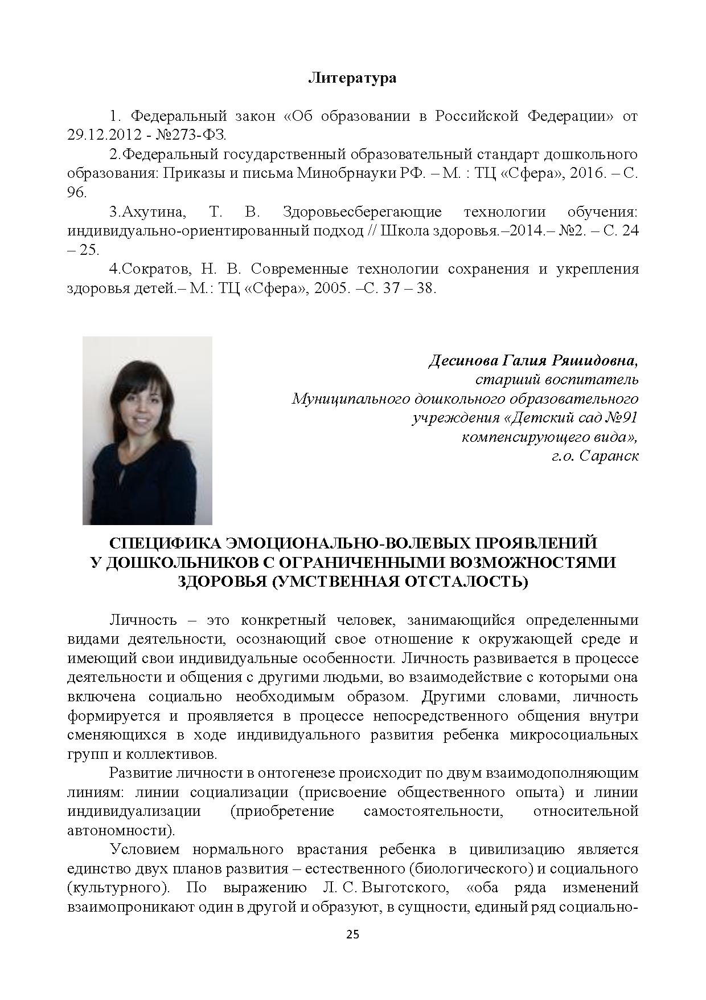 Литература
1. Федеральный закон «Об образовании в Российской Федерации» от
29.12.2012 - №273-ФЗ.
2.Федеральный государственный образовательный стандарт дошкольного
образования: Приказы и письма Минобрнауки РФ. – М. : ТЦ «Сфера», 2016. – С.
96.
3.Ахутина, Т. В. Здоровьесберегающие технологии обучения:
индивидуально-ориентированный подход // Школа здоровья.–2014.– №2. – С. 24
– 25.
4.Сократов, Н. В. Современные технологии сохранения и укрепления
здоровья детей.– М.: ТЦ «Сфера», 2005. –С. 37 – 38.
Десинова Галия Ряшидовна,
старший воспитатель
Муниципального дошкольного образовательного
учреждения «Детский сад №91
компенсирующего вида»,
г.о. Саранск
СПЕЦИФИКА ЭМОЦИОНАЛЬНО-ВОЛЕВЫХ ПРОЯВЛЕНИЙ
У ДОШКОЛЬНИКОВ С ОГРАНИЧЕННЫМИ ВОЗМОЖНОСТЯМИ
ЗДОРОВЬЯ (УМСТВЕННАЯ ОТСТАЛОСТЬ)
Личность – это конкретный человек, занимающийся определенными
видами деятельности, осознающий свое отношение к окружающей среде и
имеющий свои индивидуальные особенности. Личность развивается в процессе
деятельности и общения с другими людьми, во взаимодействие с которыми она
включена социально необходимым образом. Другими словами, личность
формируется и проявляется в процессе непосредственного общения внутри
сменяющихся в ходе индивидуального развития ребенка микросоциальных
групп и коллективов.
Развитие личности в онтогенезе происходит по двум взаимодополняющим
линиям: линии социализации (присвоение общественного опыта) и линии
индивидуализации (приобретение самостоятельности, относительной
автономности).
Условием нормального врастания ребенка в цивилизацию является
единство двух планов развития – естественного (биологического) и социального
(культурного). По выражению Л. С. Выготского, «оба ряда изменений
взаимопроникают один в другой и образуют, в сущности, единый ряд социально-
25